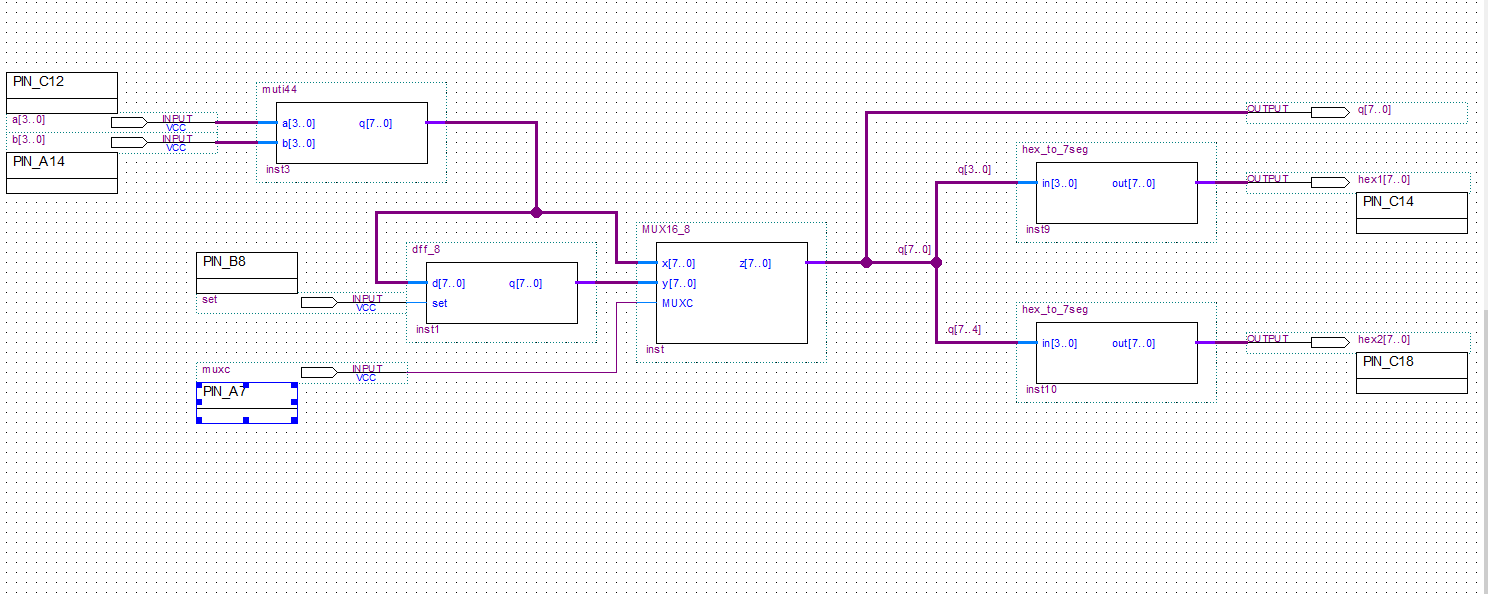 PIN_C12
a[3..0]
INPUT
VCC
b[3..0]
INPUT
VCC
PIN_A14
muti44
a[3..0] q[7..0]
b[3..0]
inst3
PIN_B8
set
INPUT
VCC
dff_8
d[7..0] q[7..0]
set
inst1
muxc
INPUT
VCC
PIN_A7
MUX16_8
x[7..0] z[7..0]
y[7..0]
MUXC
inst
q[7..0]
q[3..0]
q[7..4]
OUTPUT
q[7..0]
hex_to_7seg
in[3..0] out[7..0]
inst9
OUTPUT
hex1[7..0]
PIN_C14
hex_to_7seg
in[3..0] out[7..0]
inst10
OUTPUT
hex2[7..0]
PIN_C18